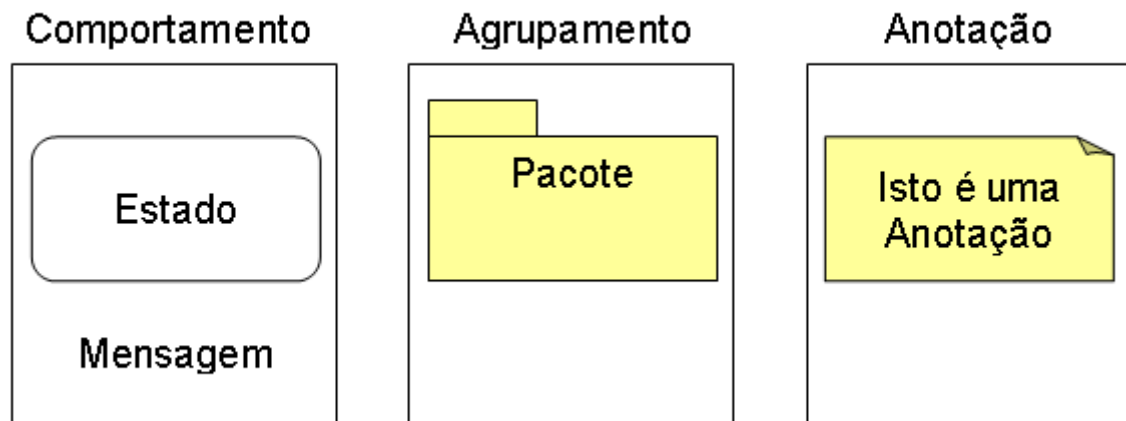 Comportamento
Agrupamento
Anotação
Estado
Mensagem
Pacote
Isto é uma
Anotação